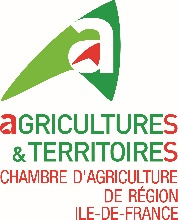 a
aGRICULTURES
& TERRITOIRES
CHAMBRE D'AGRICULTURE
DE RÉGION
ILE-DE-FRANCE